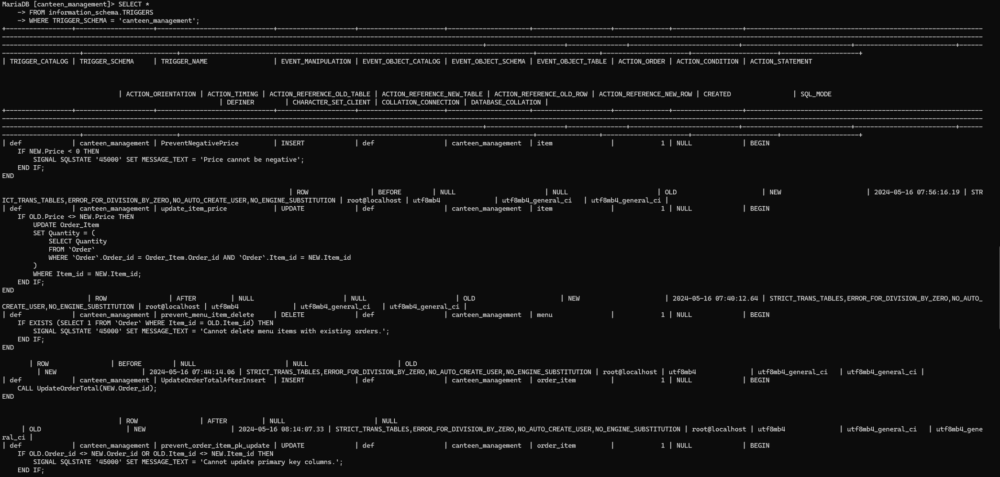 MariaDB [canteen_management]> SELECT *
    -> FROM information_schema.TRIGGERS
    -> WHERE TRIGGER_SCHEMA = 'canteen_management';
| TRIGGER_CATALOG | TRIGGER_SCHEMA | TRIGGER_NAME | EVENT_MANIPULATION | EVENT_OBJECT_CATALOG | EVENT_OBJECT_SCHEMA | EVENT_OBJECT_TABLE | ACTION_ORDER | ACTION_CONDITION | ACTION_STATEMENT
| ACTION_ORIENTATION | ACTION_TIMING | ACTION_REFERENCE_OLD_TABLE | ACTION_REFERENCE_NEW_TABLE | ACTION_REFERENCE_OLD_ROW | ACTION_REFERENCE_NEW_ROW | CREATED | SQL_MODE
| DEFINER | CHARACTER_SET_CLIENT | COLLATION_CONNECTION | DATABASE_COLLATION |
| def | canteen_management | PreventNegativePrice | INSERT | def | canteen_management | item | 1 | NULL | BEGIN
    IF NEW.Price < 0 THEN
        SIGNAL SQLSTATE '45000' SET MESSAGE_TEXT = 'Price cannot be negative';
    END IF;
END
| ROW | BEFORE | NULL | NULL | OLD | NEW | 2024-05-16 07:56:16.19 | STR
ICT_TRANS_TABLES,ERROR_FOR_DIVISION_BY_ZERO,NO_AUTO_CREATE_USER,NO_ENGINE_SUBSTITUTION | root@localhost | utf8mb4 | utf8mb4_general_ci | utf8mb4_general_ci |
| def | canteen_management | update_item_price | UPDATE | def | canteen_management | item | 1 | NULL | BEGIN
    IF OLD.Price <> NEW.Price THEN
        UPDATE Order_Item
        SET Quantity = (
            SELECT Quantity
            FROM `Order`
            WHERE `Order`.Order_id = Order_Item.Order_id AND `Order`.Item_id = NEW.Item_id
        )
        WHERE Item_id = NEW.Item_id;
    END IF;
END
| ROW | AFTER | NULL | NULL | OLD | NEW | 2024-05-16 07:40:12.64 | STRICT_TRANS_TABLES,ERROR_FOR_DIVISION_BY_ZERO,NO_AUTO_
CREATE_USER,NO_ENGINE_SUBSTITUTION | root@localhost | utf8mb4 | utf8mb4_general_ci | utf8mb4_general_ci |
| def | canteen_management | prevent_menu_item_delete | DELETE | def | canteen_management | menu | 1 | NULL | BEGIN
    IF EXISTS (SELECT 1 FROM `Order` WHERE Item_id = OLD.Item_id) THEN
        SIGNAL SQLSTATE '45000' SET MESSAGE_TEXT = 'Cannot delete menu items with existing orders.';
    END IF;
END
| ROW | BEFORE | NULL | NULL | OLD
| NEW | 2024-05-16 07:44:14.06 | STRICT_TRANS_TABLES,ERROR_FOR_DIVISION_BY_ZERO,NO_AUTO_CREATE_USER,NO_ENGINE_SUBSTITUTION | root@localhost | utf8mb4 | utf8mb4_general_ci | utf8mb4_general_ci |
| def | canteen_management | UpdateOrderTotalAfterInsert | INSERT | def | canteen_management | order_item | 1 | NULL | BEGIN
    CALL UpdateOrderTotal(NEW.Order_id);
END
| ROW | AFTER | NULL | NULL
| OLD | NEW | 2024-05-16 08:14:07.33 | STRICT_TRANS_TABLES,ERROR_FOR_DIVISION_BY_ZERO,NO_AUTO_CREATE_USER,NO_ENGINE_SUBSTITUTION | root@localhost | utf8mb4 | utf8mb4_general_ci | utf8mb4_gene
ral_ci |
| def | canteen_management | prevent_order_item_pk_update | UPDATE | def | canteen_management | order_item | 1 | NULL | BEGIN
    IF OLD.Order_id <> NEW.Order_id OR OLD.Item_id <> NEW.Item_id THEN
        SIGNAL SQLSTATE '45000' SET MESSAGE_TEXT = 'Cannot update primary key columns.';
    END IF;